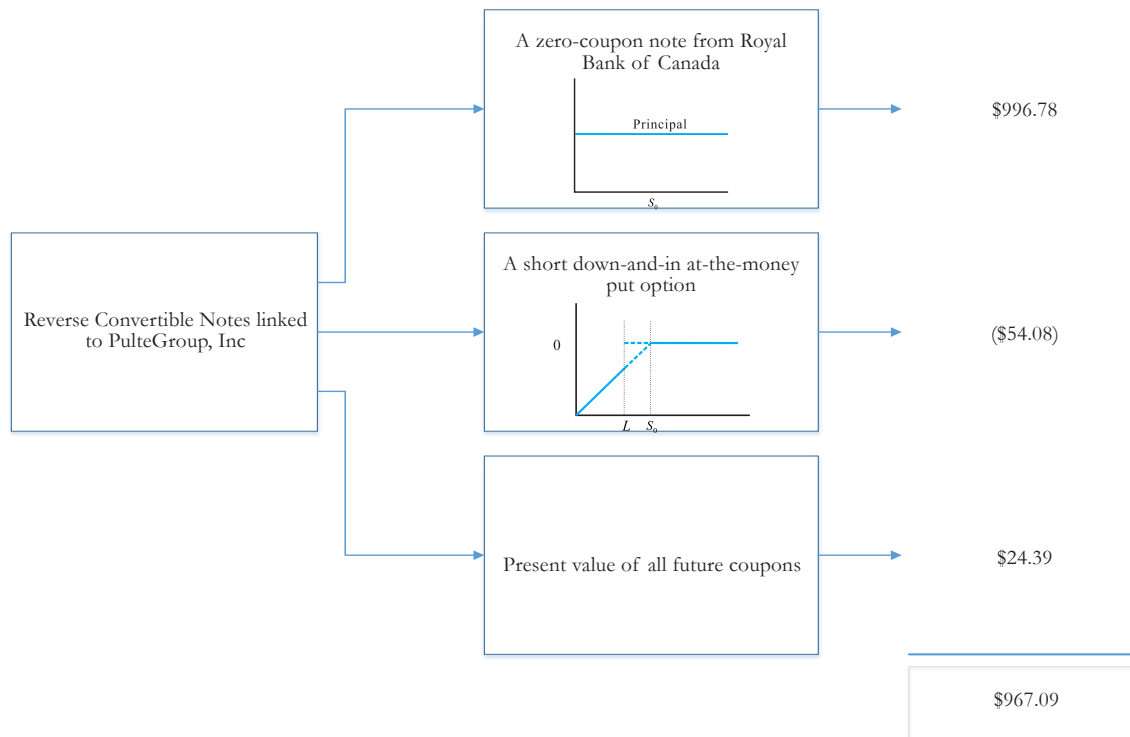 A zero-coupon note from Royal
Bank of Canada
Principal
S₀
$996.78
Reverse Convertible Notes linked
to PulteGroup, Inc
A short down-and-in at-the-money
put option
0
L S₀
($54.08)
Present value of all future coupons
$24.39
$967.09